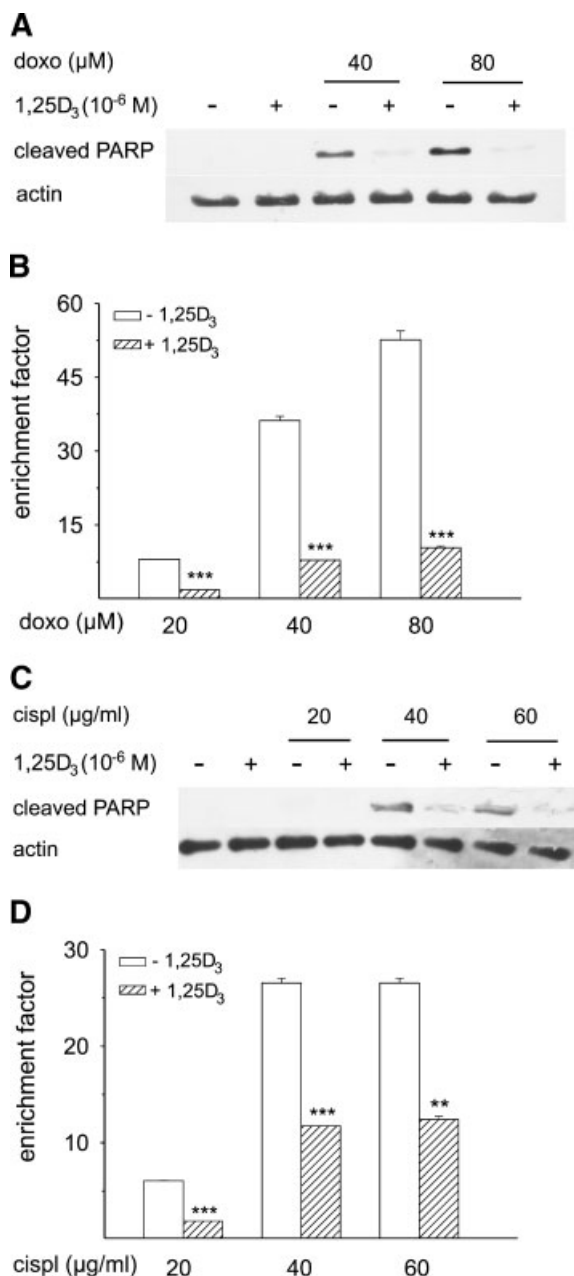 A
doxo (µM) 40 80
1,25D₃ (10⁻⁶ M) - + - + - +
cleaved PARP
actin
B
60
- 1,25D₃
+ 1,25D₃
45
enrichment factor
30
15
*** *** ***
doxo (µM) 20 40 80
C
cispl (µg/ml) 20 40 60
1,25D₃ (10⁻⁶ M) - + - + - + - +
cleaved PARP
actin
D
30
- 1,25D₃
+ 1,25D₃
20
enrichment factor
10
*** *** **
cispl (µg/ml) 20 40 60